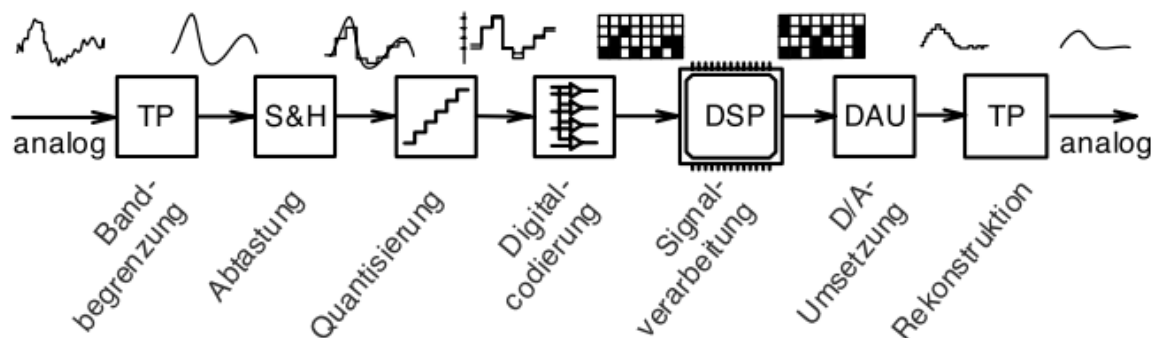 analog
TP
S&H
DSP
DAU
TP
analog
Band-
begrenzung
Abtastung
Quantisierung
Digital-
codierung
Signal-
verarbeitung
D/A-
Umsetzung
Rekonstruktion